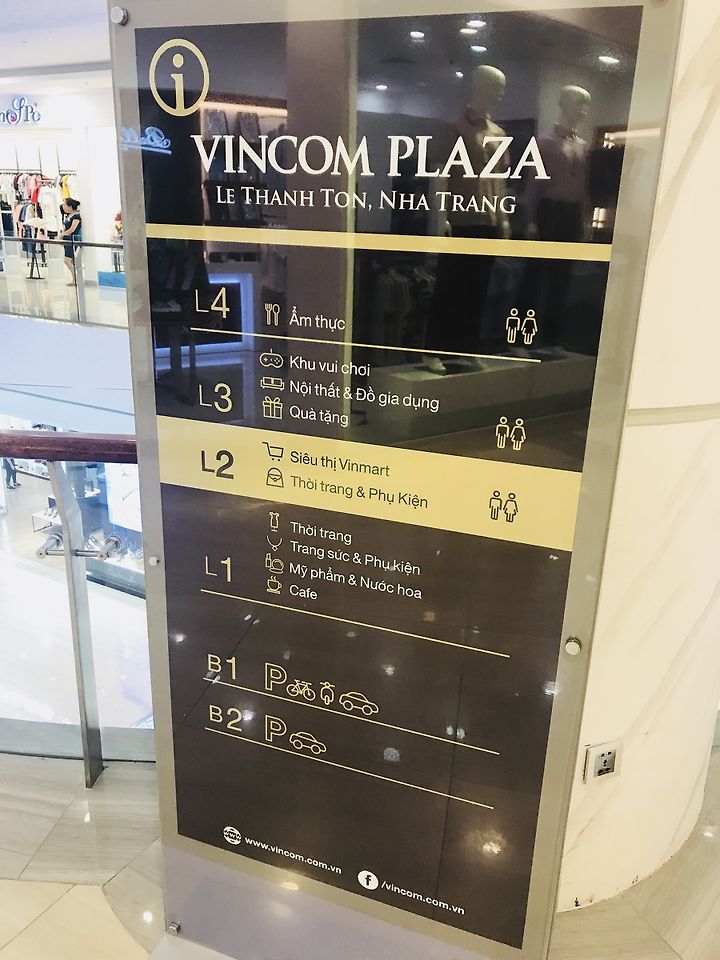 VINCOM PLAZA
LE THANH TON, NHA TRANG
L4
Ẩm thực
L3
Khu vui chơi
Nội thất & Đồ gia dụng
Quà tặng
L2
Siêu thị Vinmart
Thời trang & Phụ Kiện
L1
Thời trang
Trang sức & Phụ kiện
Mỹ phẩm & Nước hoa
Cafe
B1 P
B2 P
www.vincom.com.vn
f /vincom.com.vn